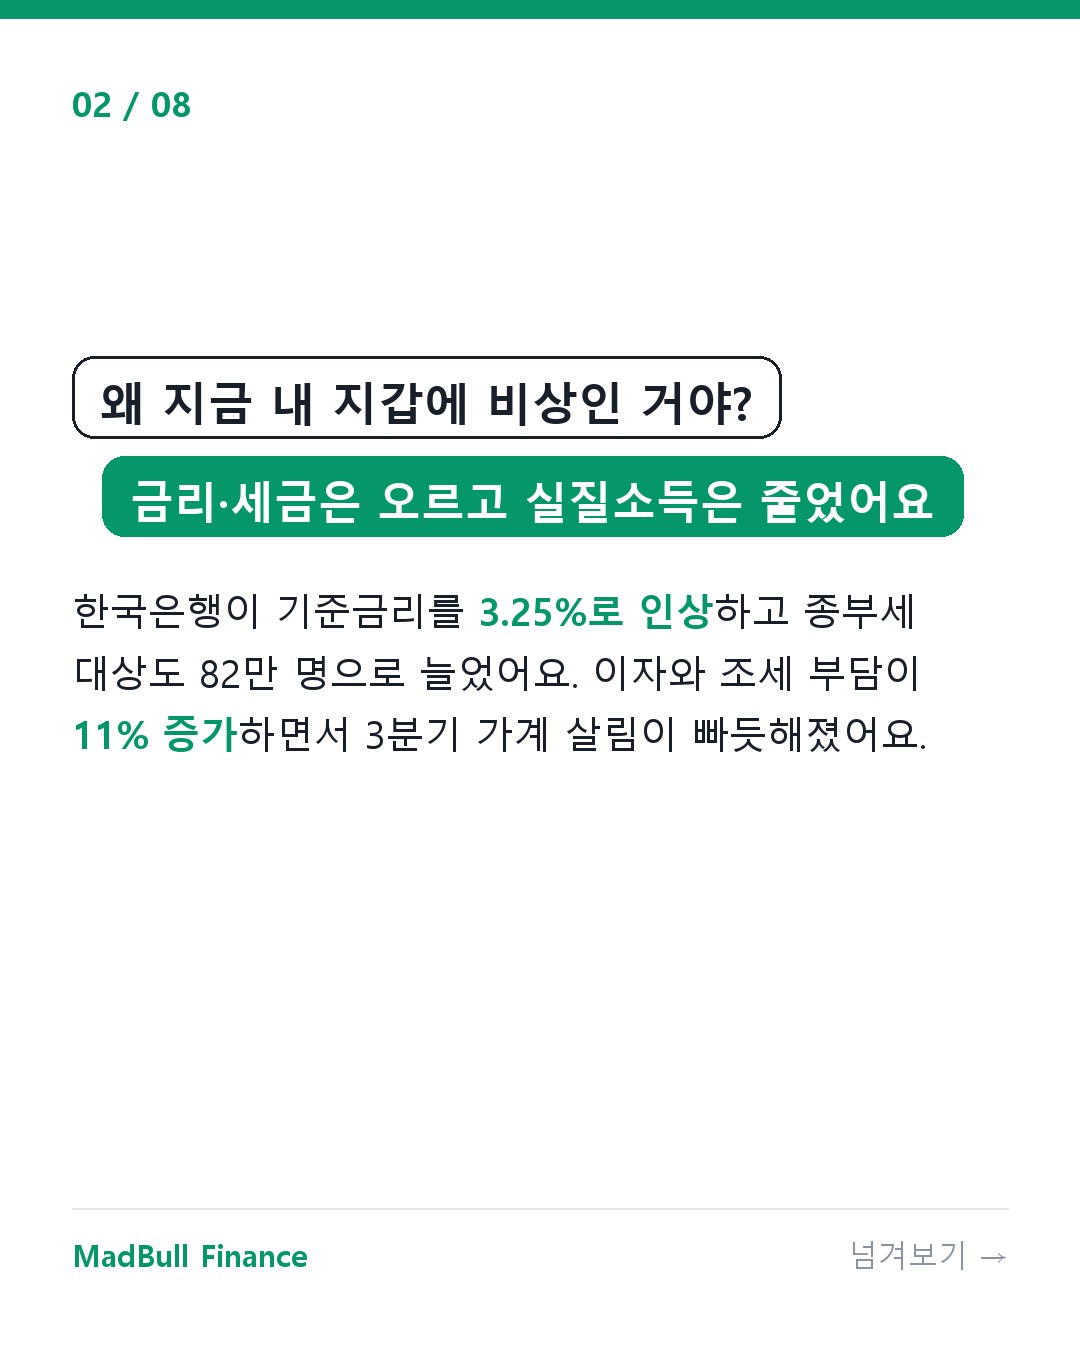 02 / 08
왜 지금 내 지갑에 비상인 거야?
금리·세금은 오르고 실질소득은 줄었어요
한국은행이 기준금리를 3.25%로 인상하고 종부세
대상도 82만 명으로 늘었어요. 이자와 조세 부담이
11% 증가하면서 3분기 가계 살림이 빠듯해졌어요.
MadBull Finance
넘겨보기 →